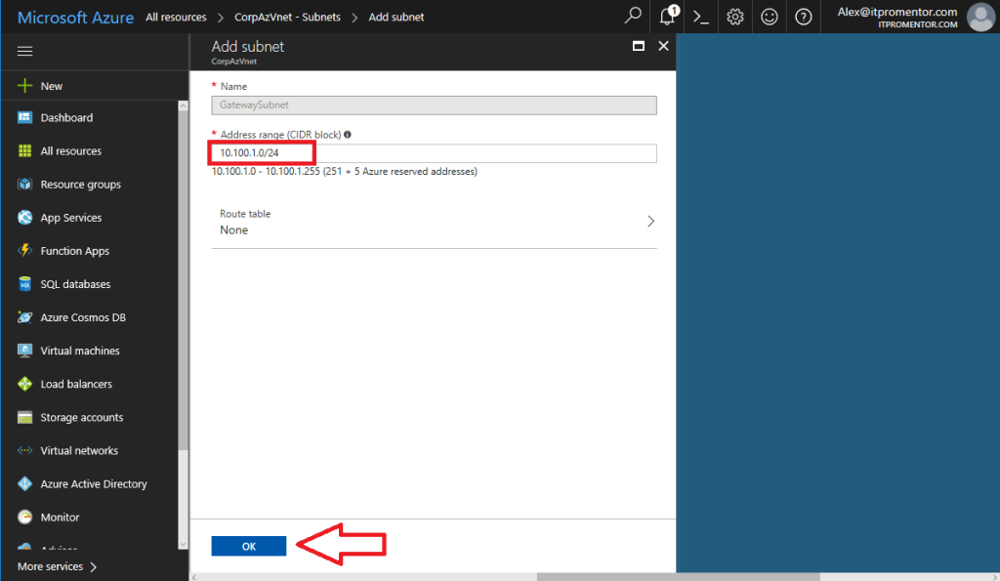 Microsoft Azure All resources > CorpAzVnet - Subnets > Add subnet
1
>_
?
Alex@itpromentor.com
ITPROMENTOR.COM
Add subnet
CorpAzVnet
New
Dashboard
All resources
Resource groups
App Services
Function Apps
SQL databases
Azure Cosmos DB
Virtual machines
Load balancers
Storage accounts
Virtual networks
Azure Active Directory
Monitor
Advisor
More services >
* Name
GatewaySubnet
* Address range (CIDR block)
10.100.1.0/24
10.100.1.0 - 10.100.1.255 (251 + 5 Azure reserved addresses)
Route table
None
OK